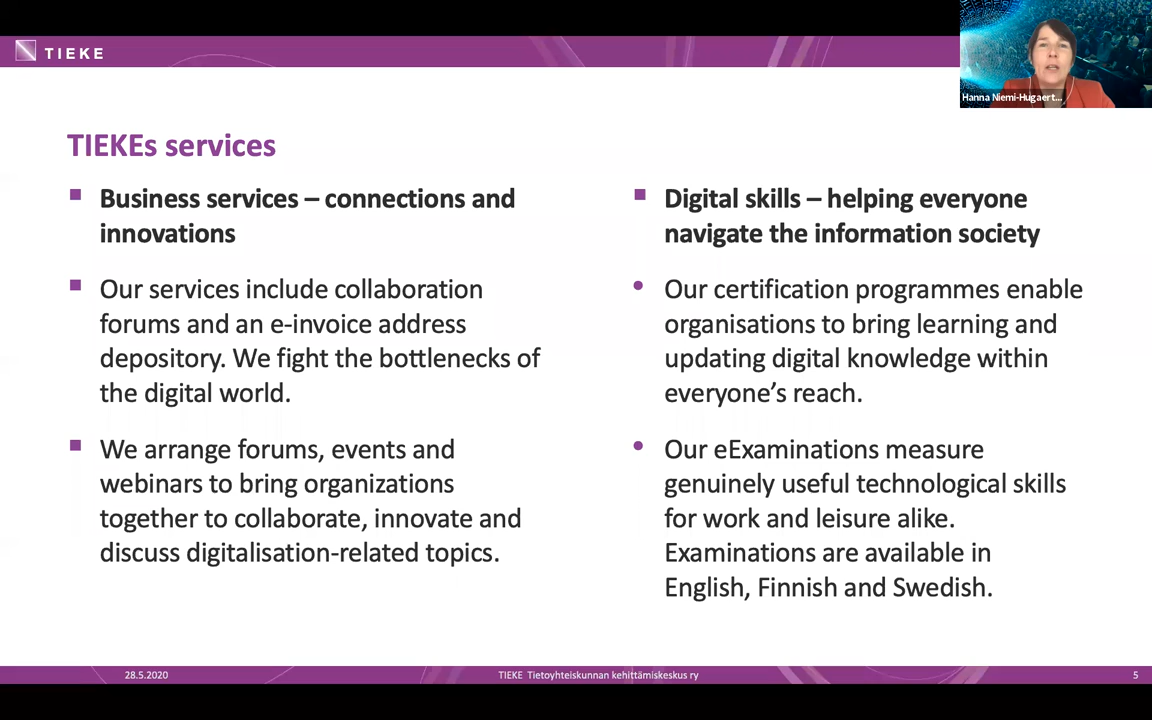 TIEKE
Hanna Niemi-Hugaert...
TIEKEs services
Business services – connections and
innovations
Our services include collaboration
forums and an e-invoice address
depository. We fight the bottlenecks of
the digital world.
We arrange forums, events and
webinars to bring organizations
together to collaborate, innovate and
discuss digitalisation-related topics.
Digital skills – helping everyone
navigate the information society
Our certification programmes enable
organisations to bring learning and
updating digital knowledge within
everyone’s reach.
Our eExaminations measure
genuinely useful technological skills
for work and leisure alike.
Examinations are available in
English, Finnish and Swedish.
28.5.2020
TIEKE Tietoyhteiskunnan kehittämiskeskus ry
5